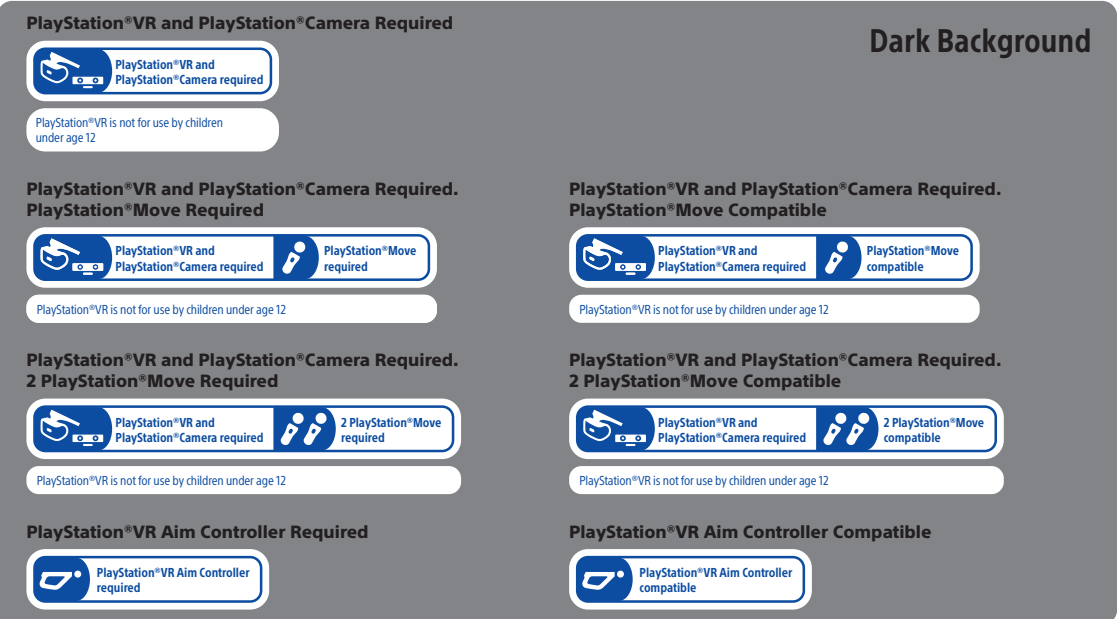 PlayStation®VR and PlayStation®Camera Required
Dark Background
PlayStation®VR and
PlayStation®Camera required
PlayStation®VR is not for use by children
under age 12
PlayStation®VR and PlayStation®Camera Required.
PlayStation®Move Required
PlayStation®VR and
PlayStation®Camera required
PlayStation®Move
required
PlayStation®VR is not for use by children under age 12
PlayStation®VR and PlayStation®Camera Required.
PlayStation®Move Compatible
PlayStation®VR and
PlayStation®Camera required
PlayStation®Move
compatible
PlayStation®VR is not for use by children under age 12
PlayStation®VR and PlayStation®Camera Required.
2 PlayStation®Move Required
PlayStation®VR and
PlayStation®Camera required
2 PlayStation®Move
required
PlayStation®VR is not for use by children under age 12
PlayStation®VR and PlayStation®Camera Required.
2 PlayStation®Move Compatible
PlayStation®VR and
PlayStation®Camera required
2 PlayStation®Move
compatible
PlayStation®VR is not for use by children under age 12
PlayStation®VR Aim Controller Required
PlayStation®VR Aim Controller
required
PlayStation®VR Aim Controller Compatible
PlayStation®VR Aim Controller
compatible